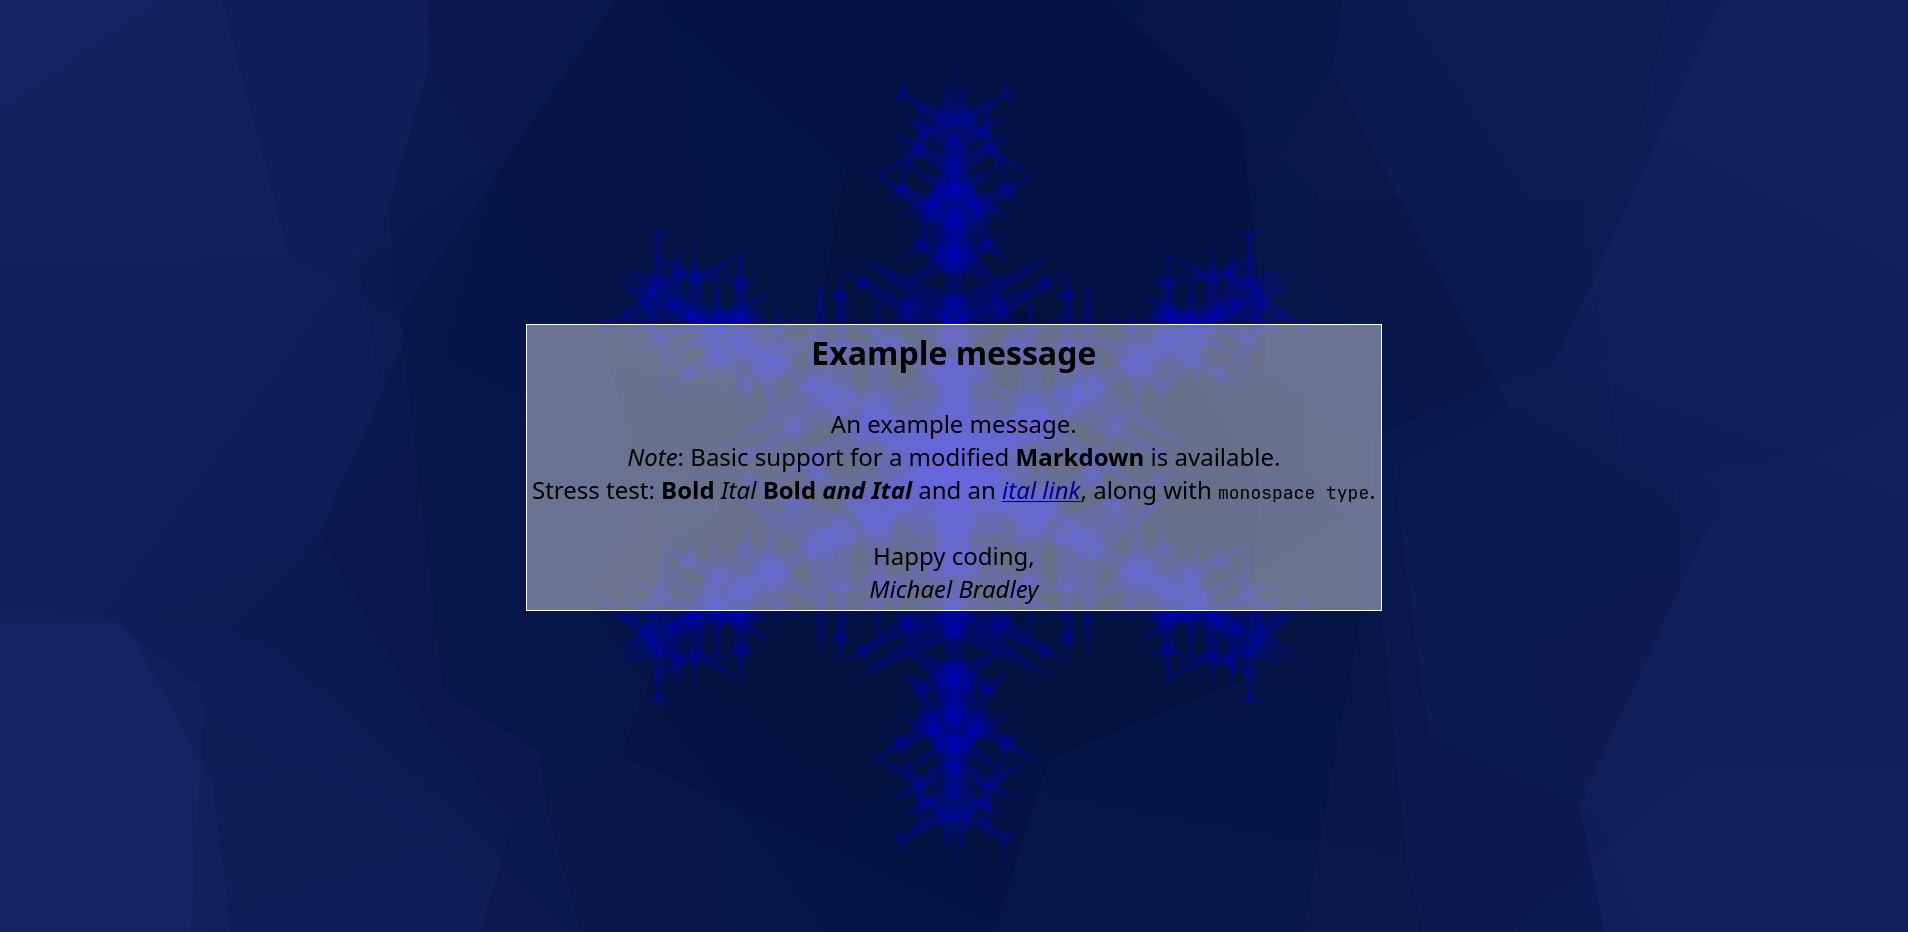 Example message
An example message.
Note: Basic support for a modified Markdown is available.
Stress test: Bold Ital Bold and Ital and an ital link, along with monospace type.
Happy coding,
Michael Bradley